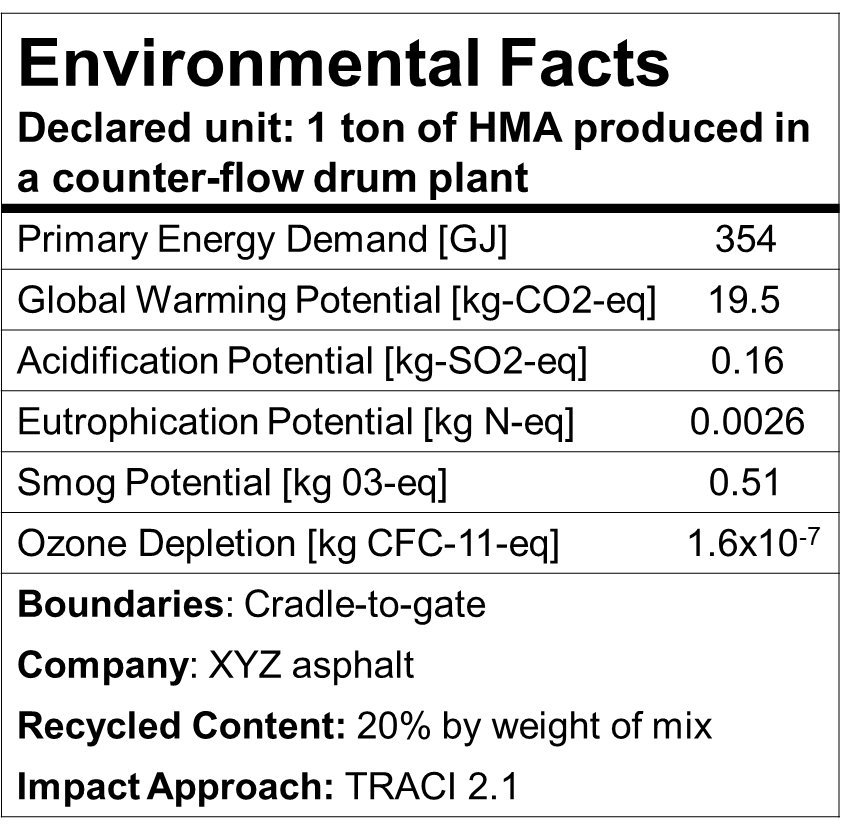 Environmental Facts
Declared unit: 1 ton of HMA produced in
a counter-flow drum plant
Primary Energy Demand [GJ] 354
Global Warming Potential [kg-CO2-eq] 19.5
Acidification Potential [kg-SO2-eq] 0.16
Eutrophication Potential [kg N-eq] 0.0026
Smog Potential [kg 03-eq] 0.51
Ozone Depletion [kg CFC-11-eq] 1.6x10⁻⁷
Boundaries: Cradle-to-gate
Company: XYZ asphalt
Recycled Content: 20% by weight of mix
Impact Approach: TRACI 2.1